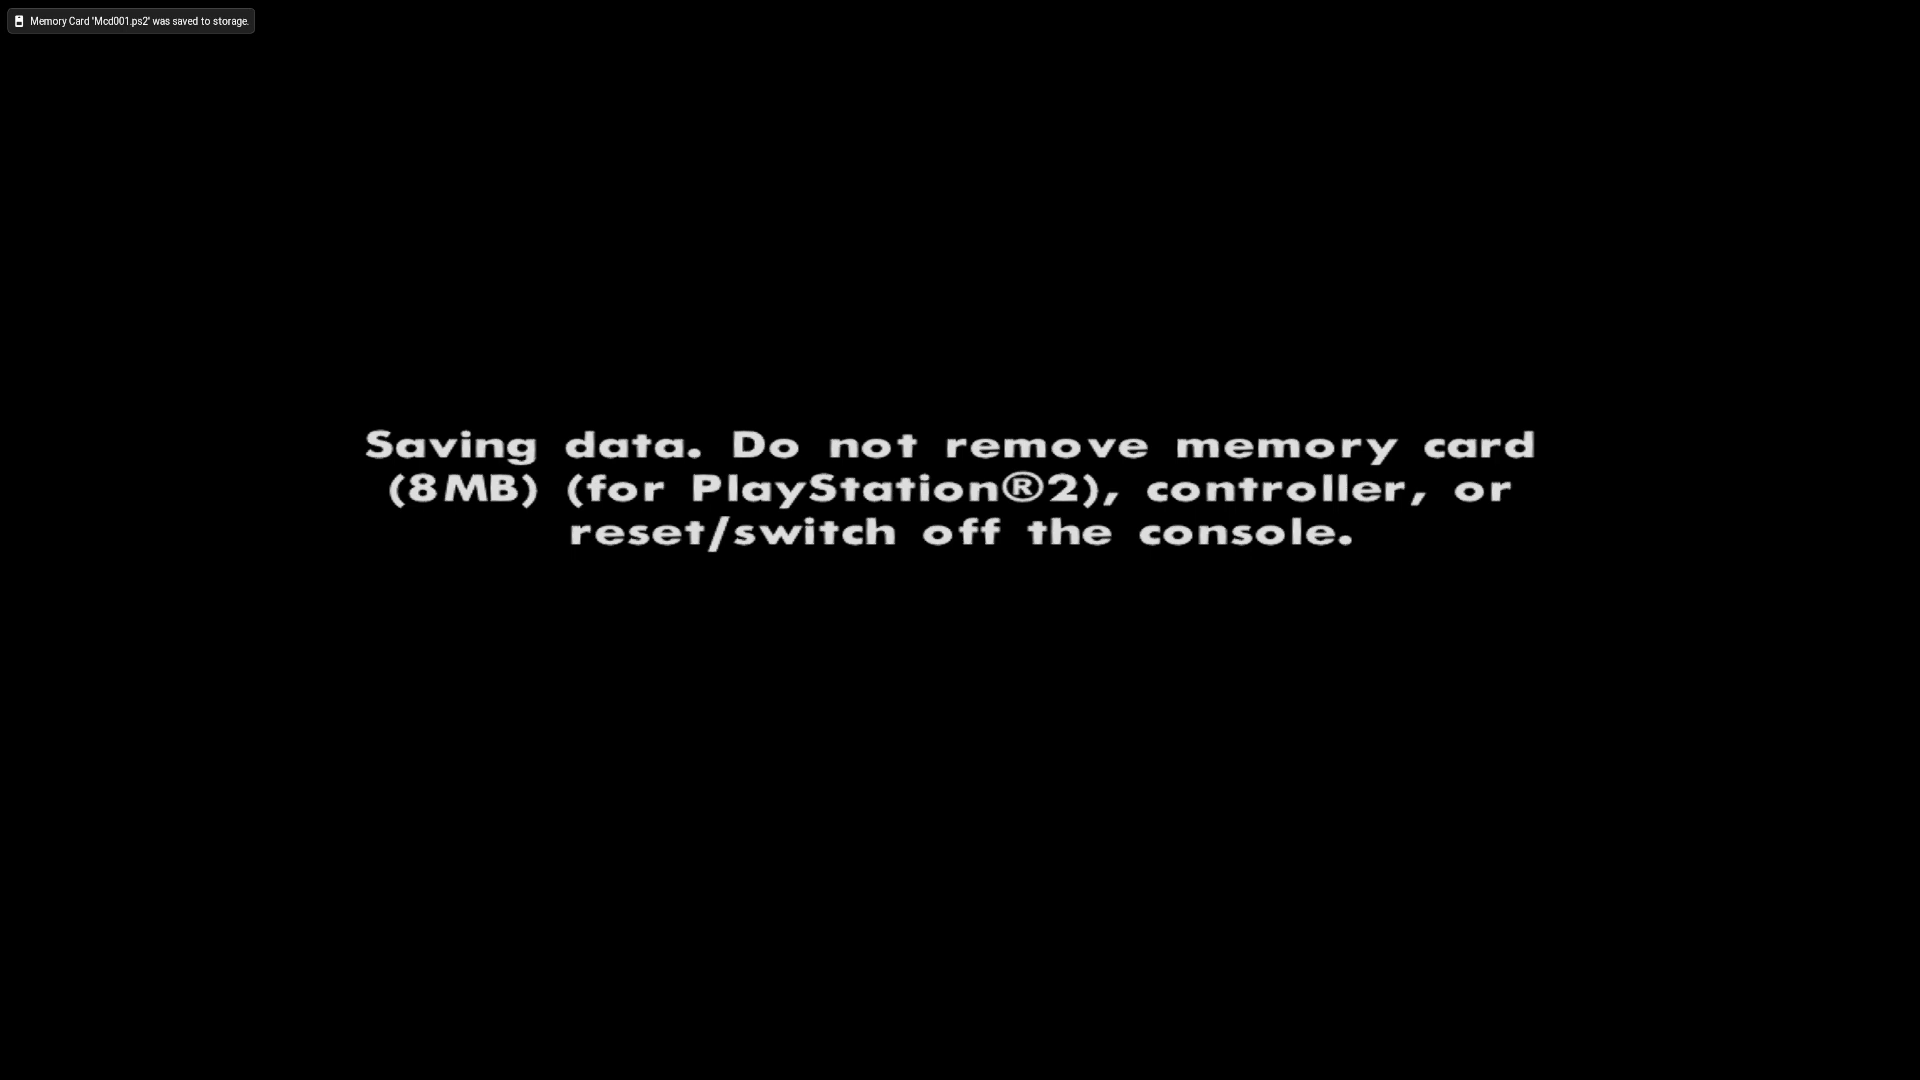 Memory Card 'Mcd001.ps2' was saved to storage.
Saving data. Do not remove memory card
(8MB) (for PlayStation®2), controller, or
reset/switch off the console.